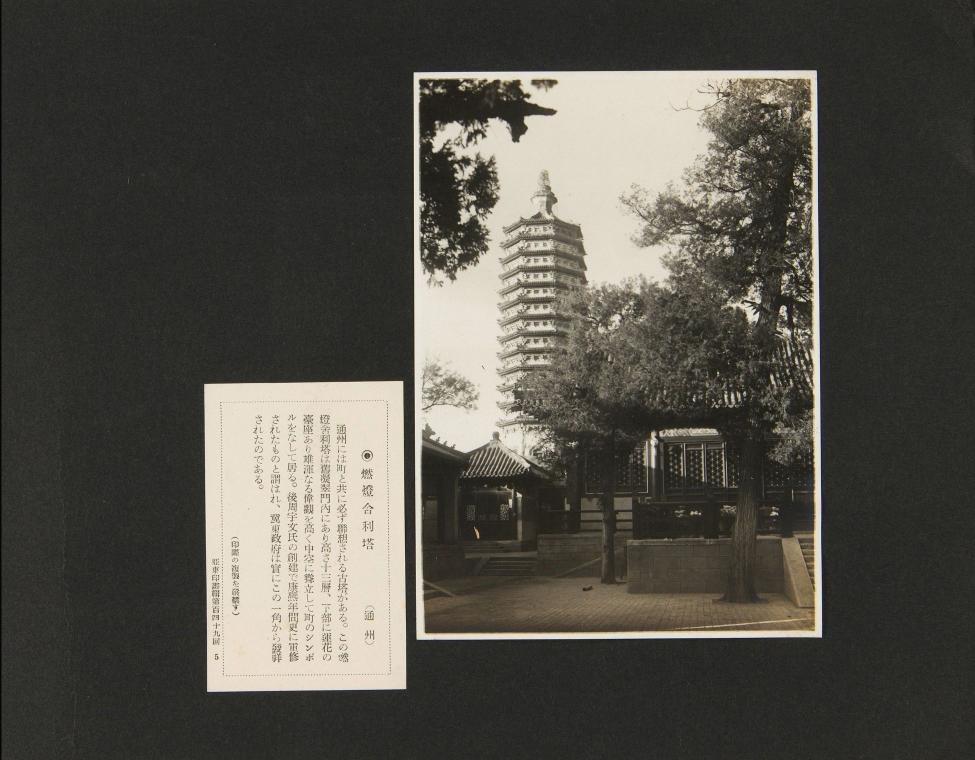 ◉ 燃燈舎利塔 （通州）
通州には町と共に必ず聯想される古塔がある。この燃
燈舎利塔は舊凝翠門內にあり高さ十三層、下部に蓮花の
臺座あり雄渾なる偉觀を高く中空に聳立して町のシンボ
ルをなして居る。後周宇文氏の創建で康熙年間更に重修
されたものと謂はれ、冀東政府は實にこの一角から發祥
されたのである。
（印畫の複製を禁ず）
亞東印畫輯第百四十九回 5